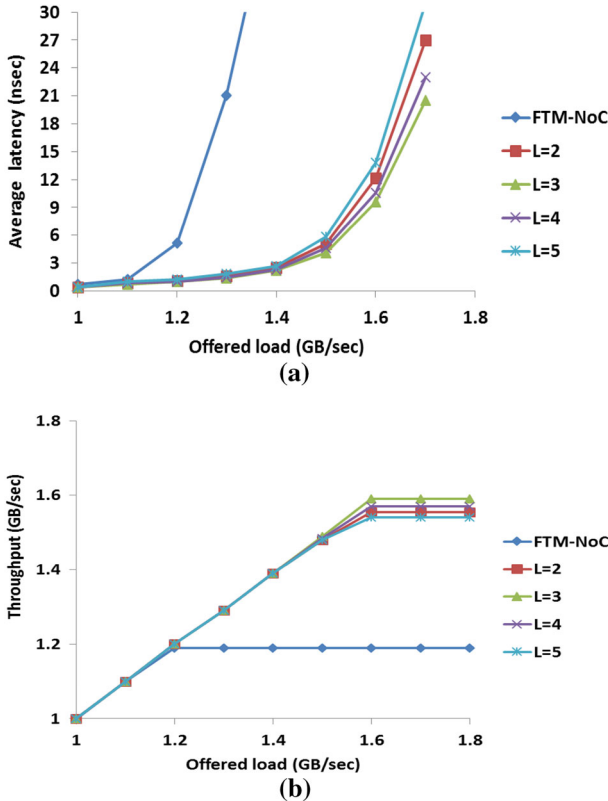 Average latency (nsec)
30
27
24
21
18
15
12
9
6
3
0
1
1.2
1.4
1.6
1.8
Offered load (GB/sec)
FTM-NoC
L=2
L=3
L=4
L=5
(a)
Throughput (GB/sec)
1.8
1.6
1.4
1.2
1
1
1.2
1.4
1.6
1.8
Offered load (GB/sec)
FTM-NoC
L=2
L=3
L=4
L=5
(b)